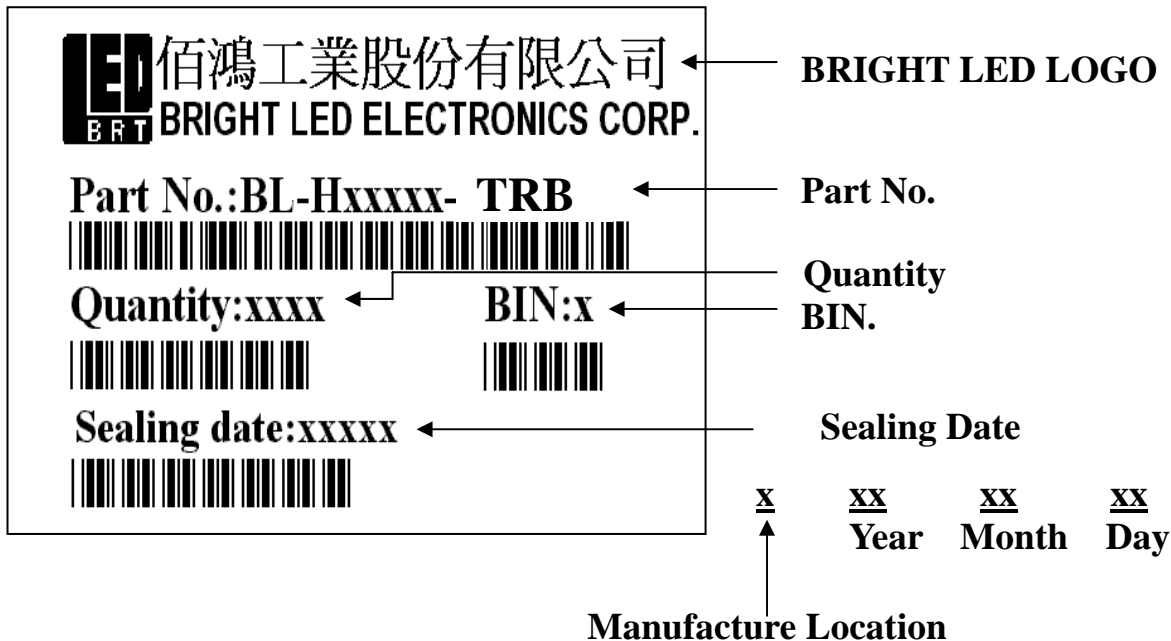 LED
BRT
佰鴻工業股份有限公司
BRIGHT LED ELECTRONICS CORP.
BRIGHT LED LOGO
Part No.:BL-Hxxxxx- TRB
Part No.
Quantity:xxxx
BIN:x
Quantity
BIN.
Sealing date:xxxxx
Sealing Date
x xx xx xx
Year Month Day
Manufacture Location